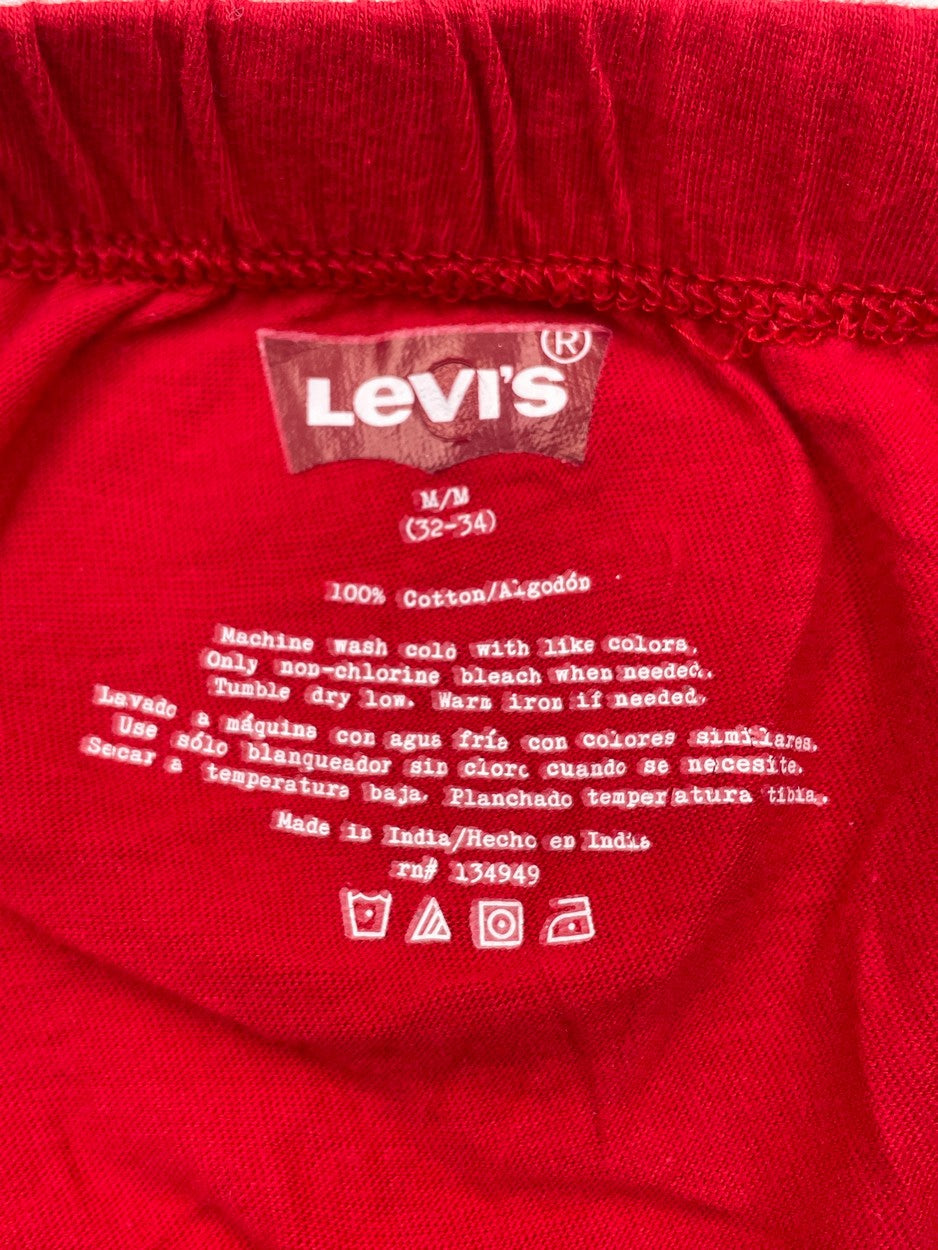 LEVI'S®
M/M
(32-34)
100% Cotton/Algodón
Machine wash cold with like colors.
Only non-chlorine bleach when needed.
Tumble dry low. Warm iron if needed.
Lavado a máquina con agua fría con colores similares.
Use sólo blanqueador sin cloro cuando se necesite.
Secar a temperatura baja. Planchado temperatura tibia.
Made in India/Hecho en India
rn# 134949